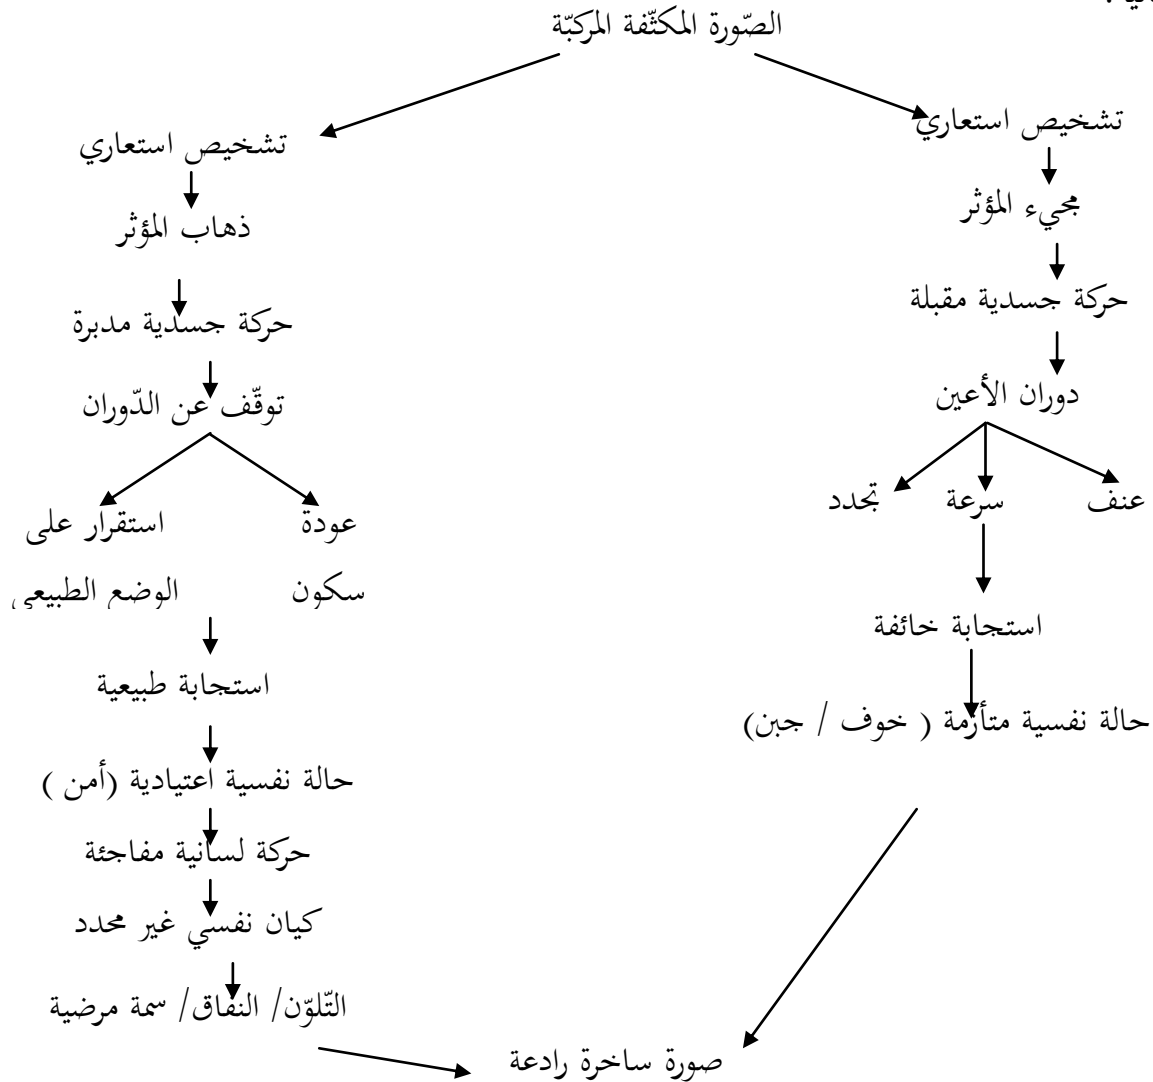 الصّورة المكثّفة المركبّة
تشخيص استعاري
مجيء المؤثر
حركة جسدية مقبلة
دوران الأعين
عنف
سرعة
تجدد
استجابة خائفة
حالة نفسية متأزمة ( خوف / جبن)
تشخيص استعاري
ذهاب المؤثر
حركة جسدية مدبرة
توقّف عن الدّوران
عودة
استقرار على
سكون
الوضع الطبيعي
استجابة طبيعية
حالة نفسية اعتيادية (أمن )
حركة لسانية مفاجئة
كيان نفسي غير محدد
التّلوّن/ النفاق/ سمة مرضية
صورة ساخرة رادعة